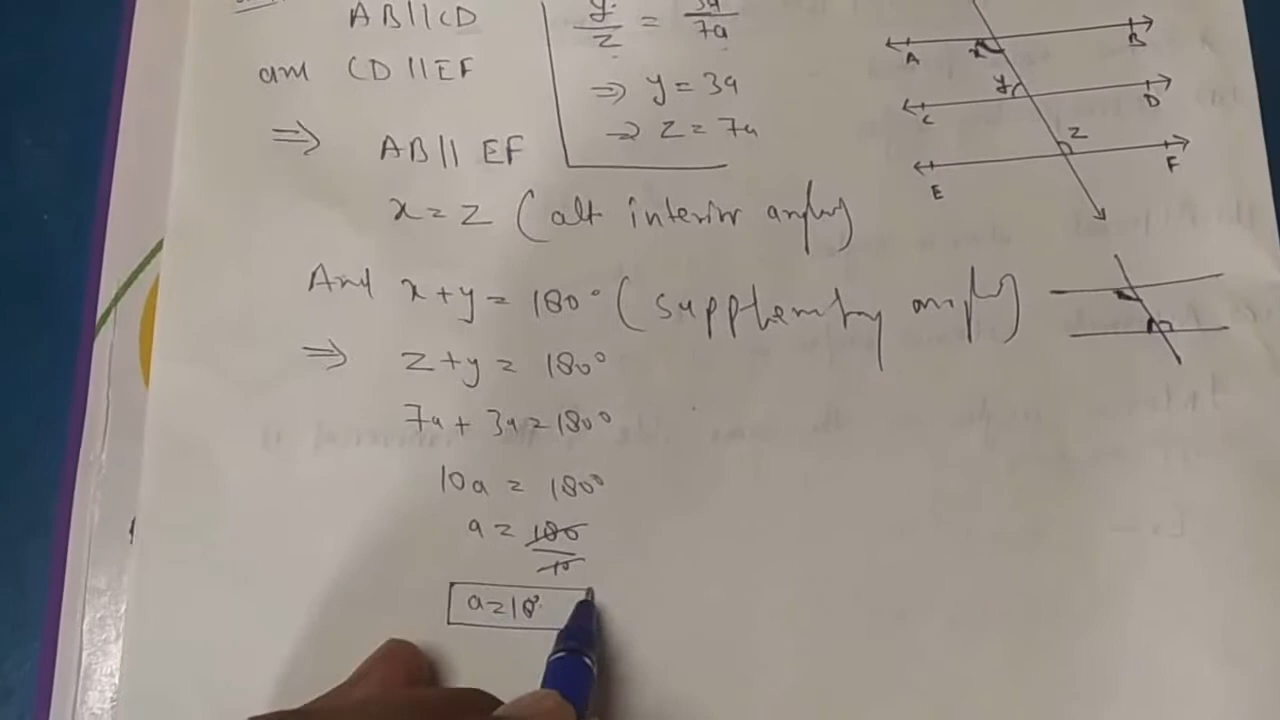 AB||CD
and CD||EF
⇒ AB|| EF
y/z = 3a/7a
⇒ y = 3a
⇒ z = 7a
x = z (alt interior angles)
And x+y = 180° (supplementary angles)
⇒ z+y = 180°
7a + 3a = 180°
10a = 180°
a = 180/10
a = 18°
A x B
C y D
E z F